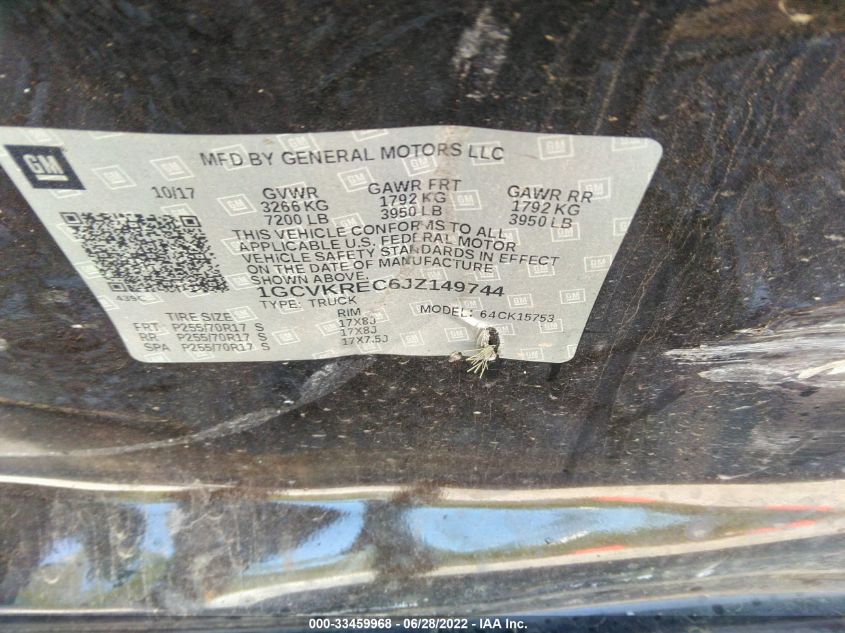 GM MFD BY GENERAL MOTORS LLC
10/17 GVWR GAWR FRT GAWR RR
3266 KG 1792 KG 1792 KG
7200 LB 3950 LB 3950 LB
THIS VEHICLE CONFORMS TO ALL
APPLICABLE U.S. FEDERAL MOTOR
VEHICLE SAFETY STANDARDS IN EFFECT
ON THE DATE OF MANUFACTURE
SHOWN ABOVE.
439C 1GCVKREC6JZ149744
TYPE: TRUCK MODEL: 64CK15753
TIRE SIZE RIM
FRT P255/70R17 S 17X8J
RR P255/70R17 S 17X8J
SPA P255/70R17 S 17X7.5J
000-33459968 - 06/28/2022 - IAA Inc.